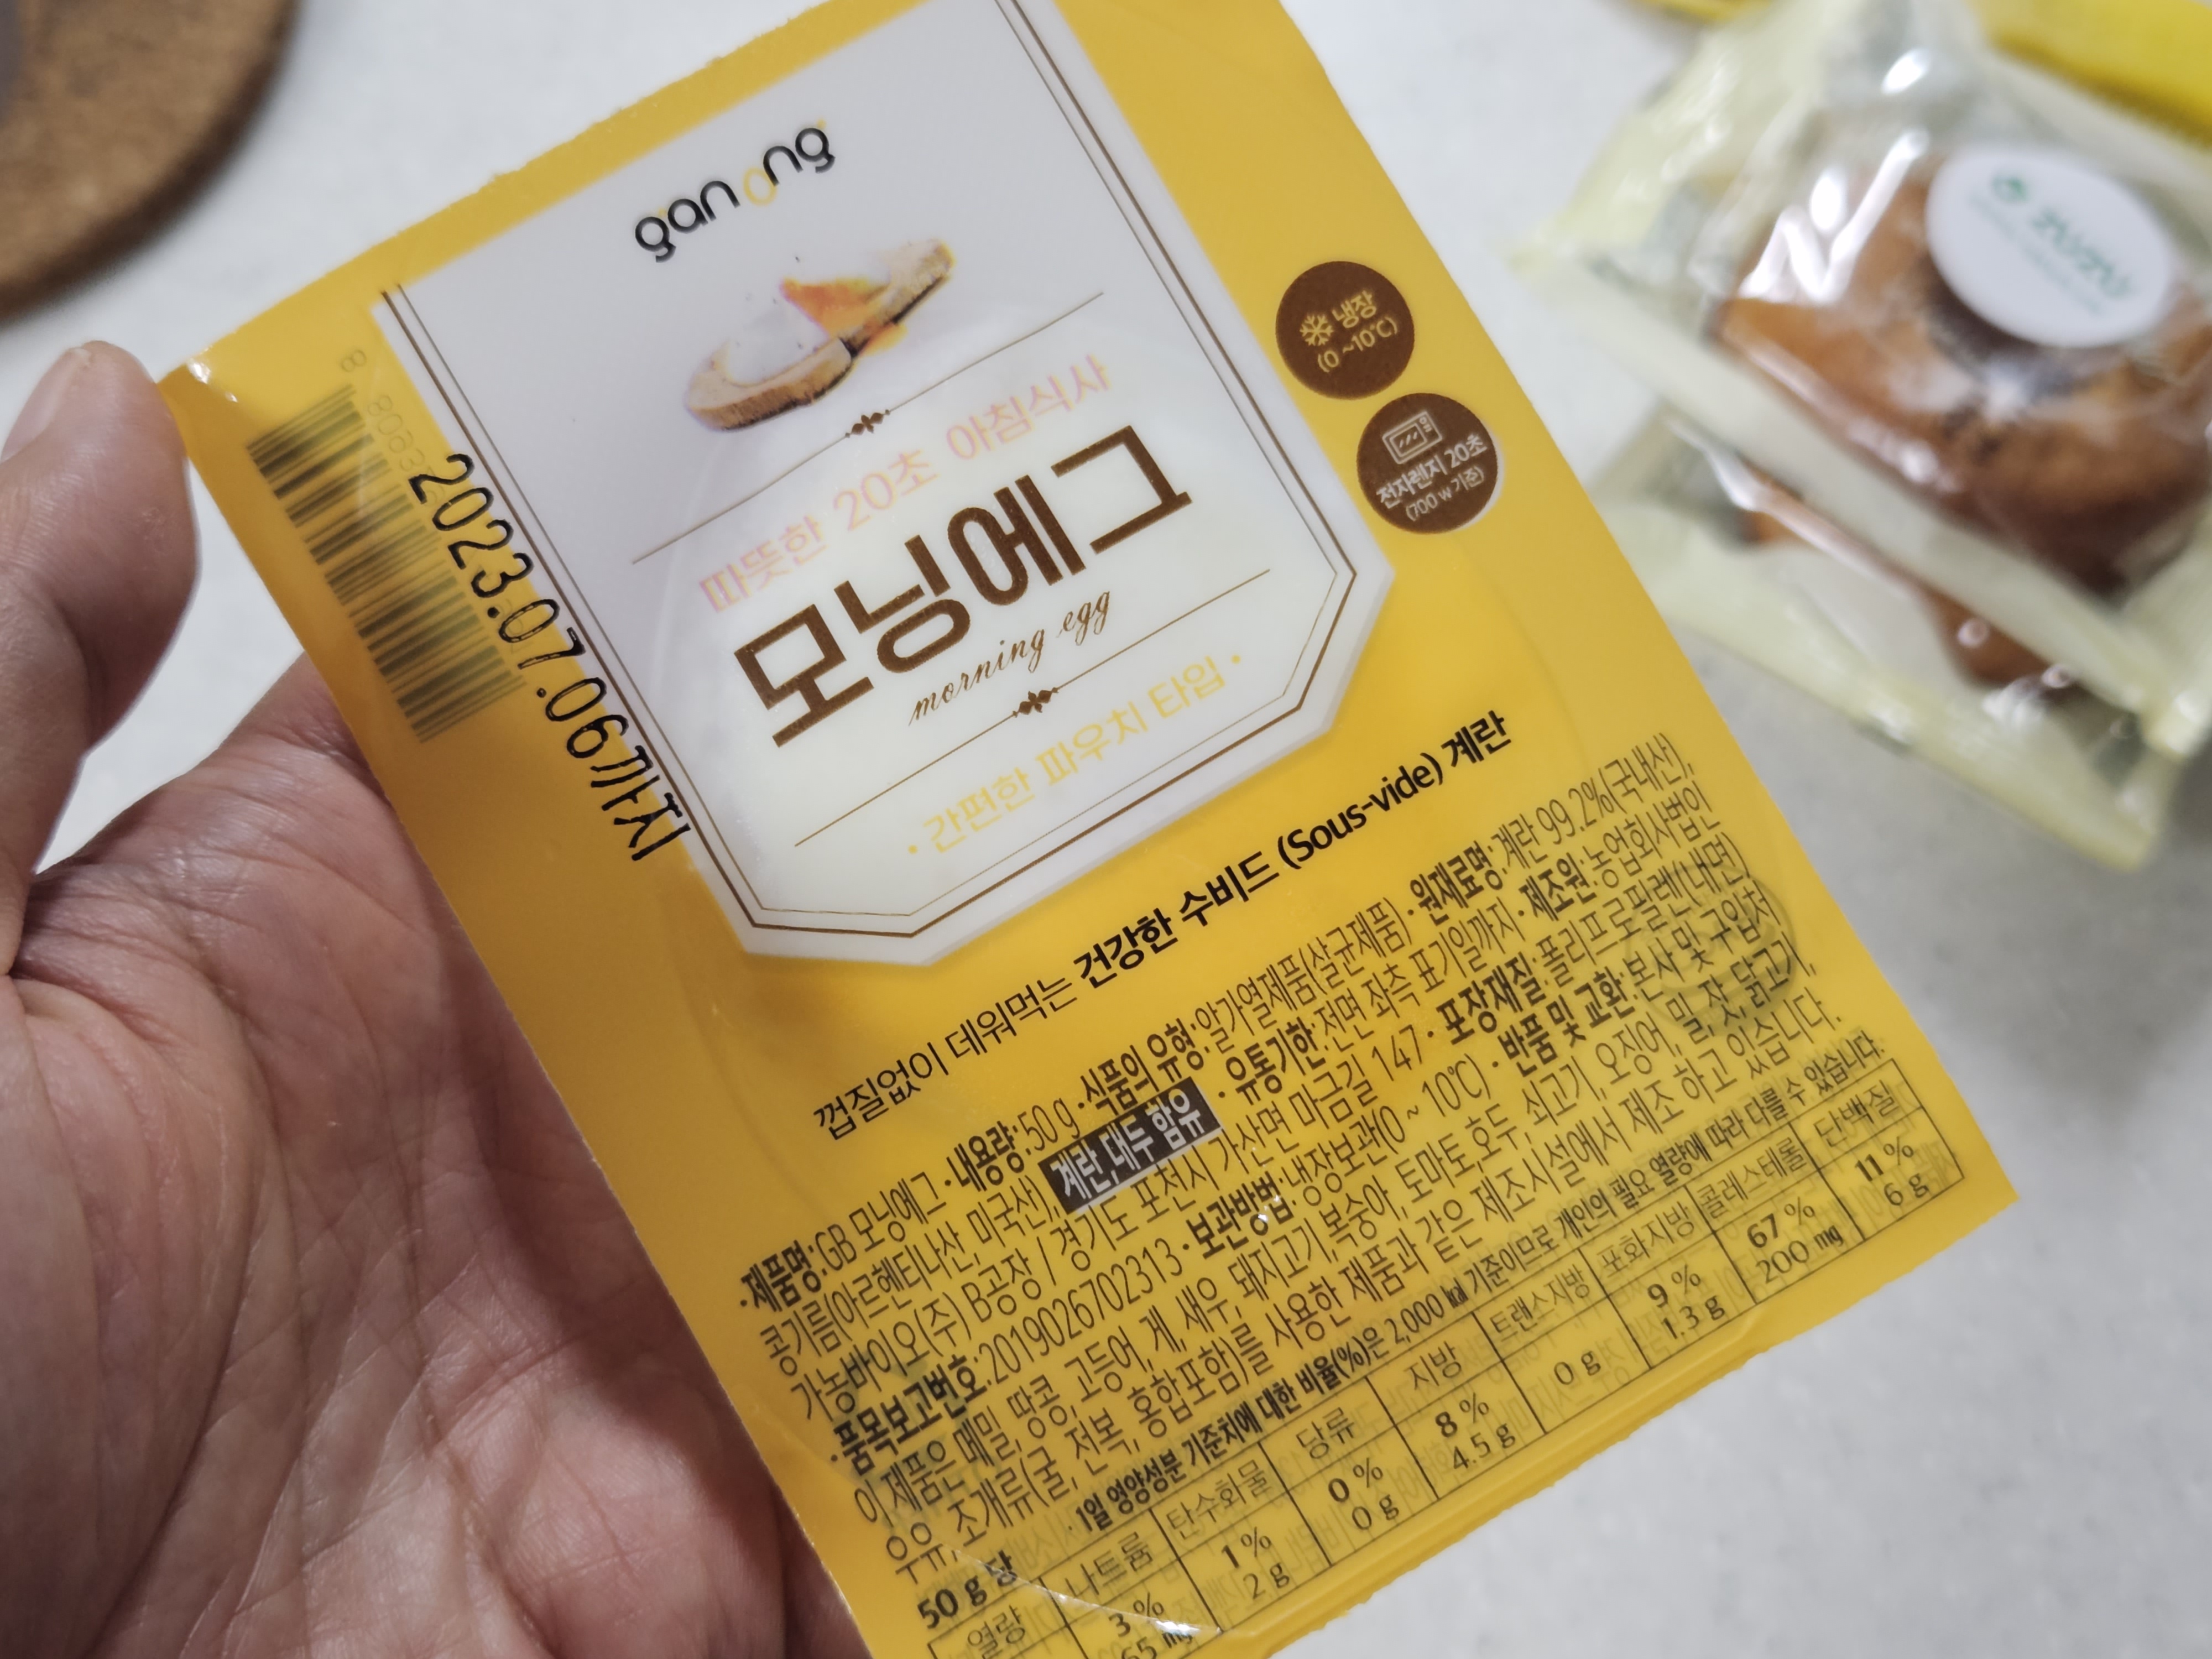 ganong
따뜻한 20초 아침식사
모닝에그
morning egg
· 간편한 파우치 타입 ·
냉장
(0 ~10℃)
전자렌지 20초
(700 w기준)
2023.07.06까지
껍질없이 데워먹는 건강한 수비드 (Sous-vide) 계란
·제품명:GB 모닝에그 ·내용량:50 g ·식품의 유형:알가열제품(살균제품) ·원재료명:계란 99.2%(국내산),
콩기름(아르헨티나산, 미국산), 계란, 대두 함유 ·유통기한:전면 좌측 표기일까지 ·제조원:농업회사법인
가농바이오(주) B공장 / 경기도 포천시 가산면 마금길 147 ·포장재질:폴리프로필렌(내면)
·품목보고번호:2019026702313 ·보관방법:냉장보관(0 ~ 10℃) ·반품 및 교환:본사 및 구입처
이 제품은 메밀, 땅콩, 고등어, 게, 새우, 돼지고기, 복숭아, 토마토, 호두, 쇠고기, 오징어, 밀, 잣, 닭고기,
우유, 조개류(굴, 전복, 홍합포함)를 사용한 제품과 같은 제조시설에서 제조 하고 있습니다.
50 g 당 · 1일 영양성분 기준치에 대한 비율(%)은 2,000 ㎉ 기준이므로 개인의 필요 열량에 따라 다를 수 있습니다.
열량 나트륨 탄수화물 당류 지방 트랜스지방 포화지방 콜레스테롤 단백질
3 % 1 % 0 % 8 % 9 % 67 % 11 %
65 ㎎ 2 g 0 g 4.5 g 0 g 1.3 g 200 ㎎ 6 g
zuzu